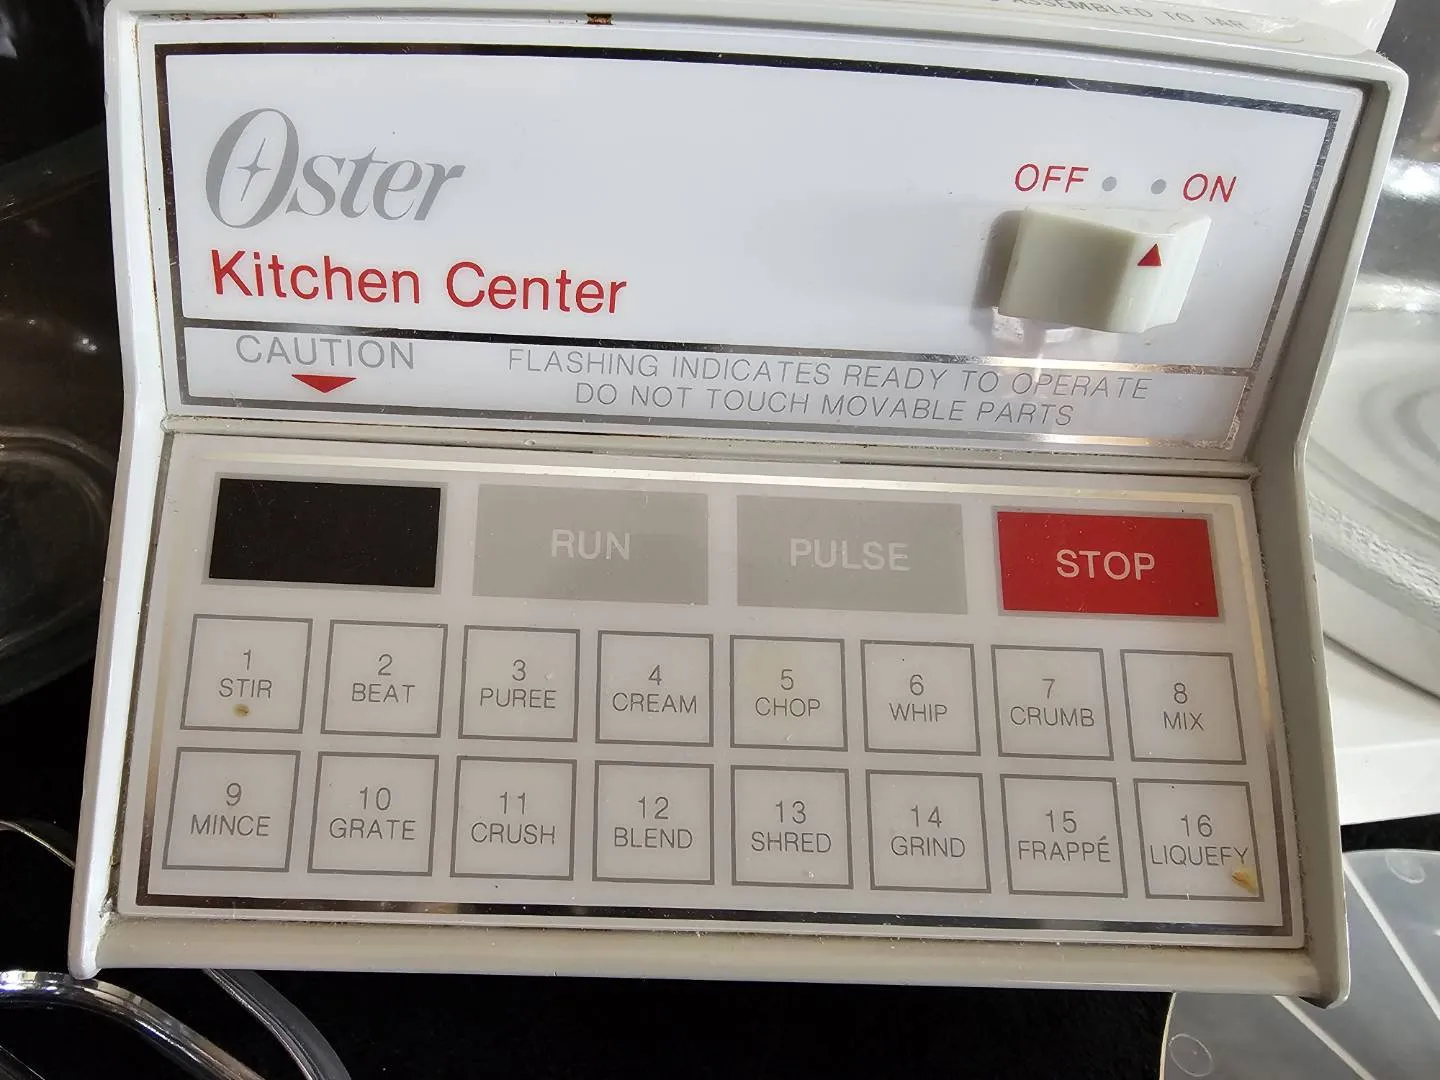 ASSEMBLED TO JAR
Oster
OFF ON
Kitchen Center
CAUTION
FLASHING INDICATES READY TO OPERATE
DO NOT TOUCH MOVABLE PARTS
RUN
PULSE
STOP
1
STIR
2
BEAT
3
PUREE
4
CREAM
5
CHOP
6
WHIP
7
CRUMB
8
MIX
9
MINCE
10
GRATE
11
CRUSH
12
BLEND
13
SHRED
14
GRIND
15
FRAPPÉ
16
LIQUEFY